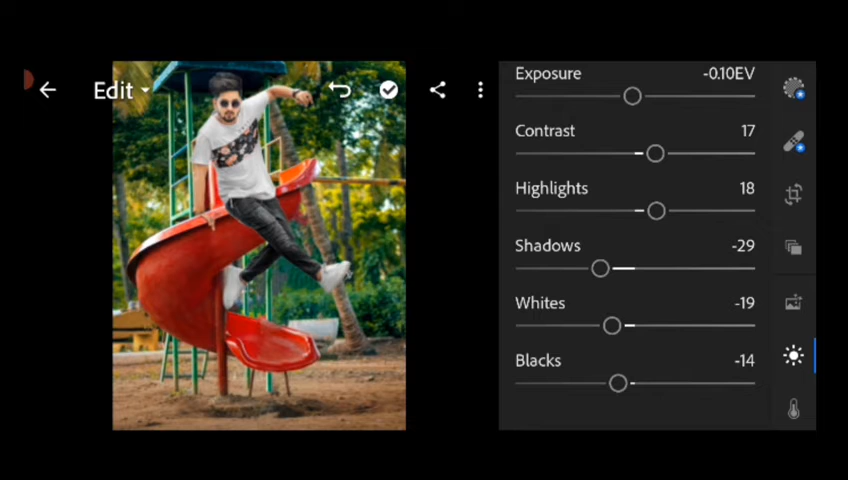 Edit
Exposure -0.10EV
Contrast 17
Highlights 18
Shadows -29
Whites -19
Blacks -14